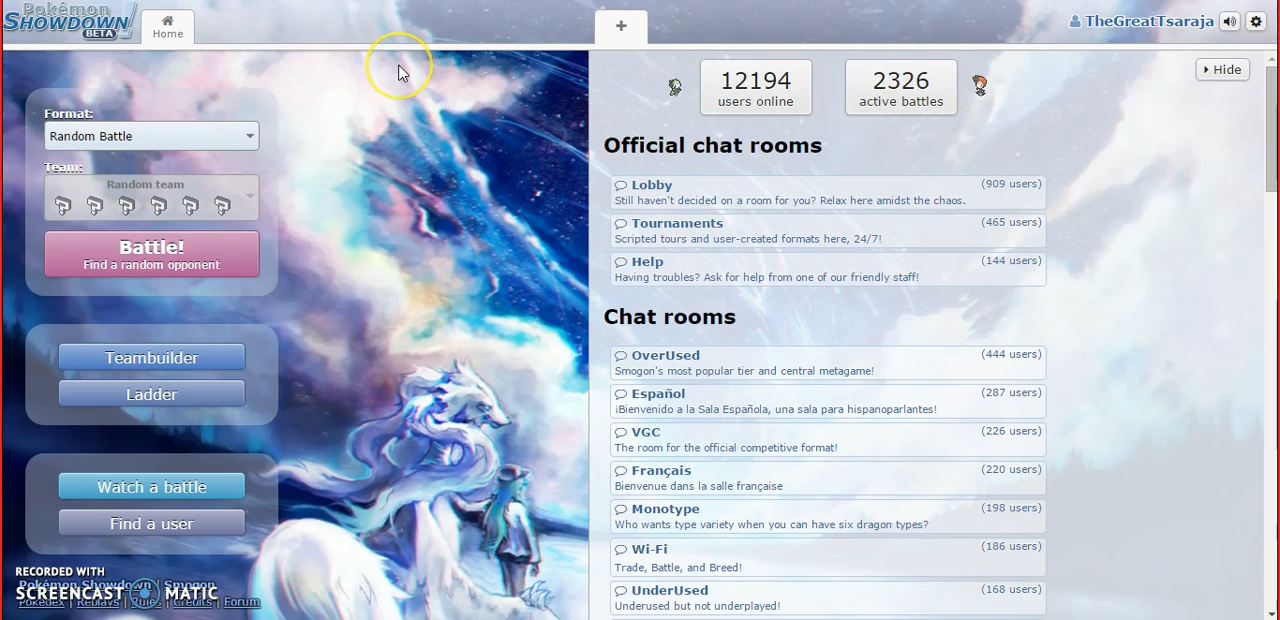 Pokémon
SHOWDOWN!
BETA
Home
+
TheGreatTsaraja
Format:
Random Battle
Team:
Random team
Battle!
Find a random opponent
Teambuilder
Ladder
Watch a battle
Find a user
RECORDED WITH
SCREENCAST MATIC
Pokémon Showdown | Smogon
Pokédex | Replays | Rules | Credits | Forum
12194
users online
2326
active battles
Hide
Official chat rooms
Lobby (909 users)
Still haven't decided on a room for you? Relax here amidst the chaos.
Tournaments (465 users)
Scripted tours and user-created formats here, 24/7!
Help (144 users)
Having troubles? Ask for help from one of our friendly staff!
Chat rooms
OverUsed (444 users)
Smogon's most popular tier and central metagame!
Español (287 users)
¡Bienvenido a la Sala Española, una sala para hispanoparlantes!
VGC (226 users)
The room for the official competitive format!
Français (220 users)
Bienvenue dans la salle française
Monotype (198 users)
Who wants type variety when you can have six dragon types?
Wi-Fi (186 users)
Trade, Battle, and Breed!
UnderUsed (168 users)
Underused but not underplayed!